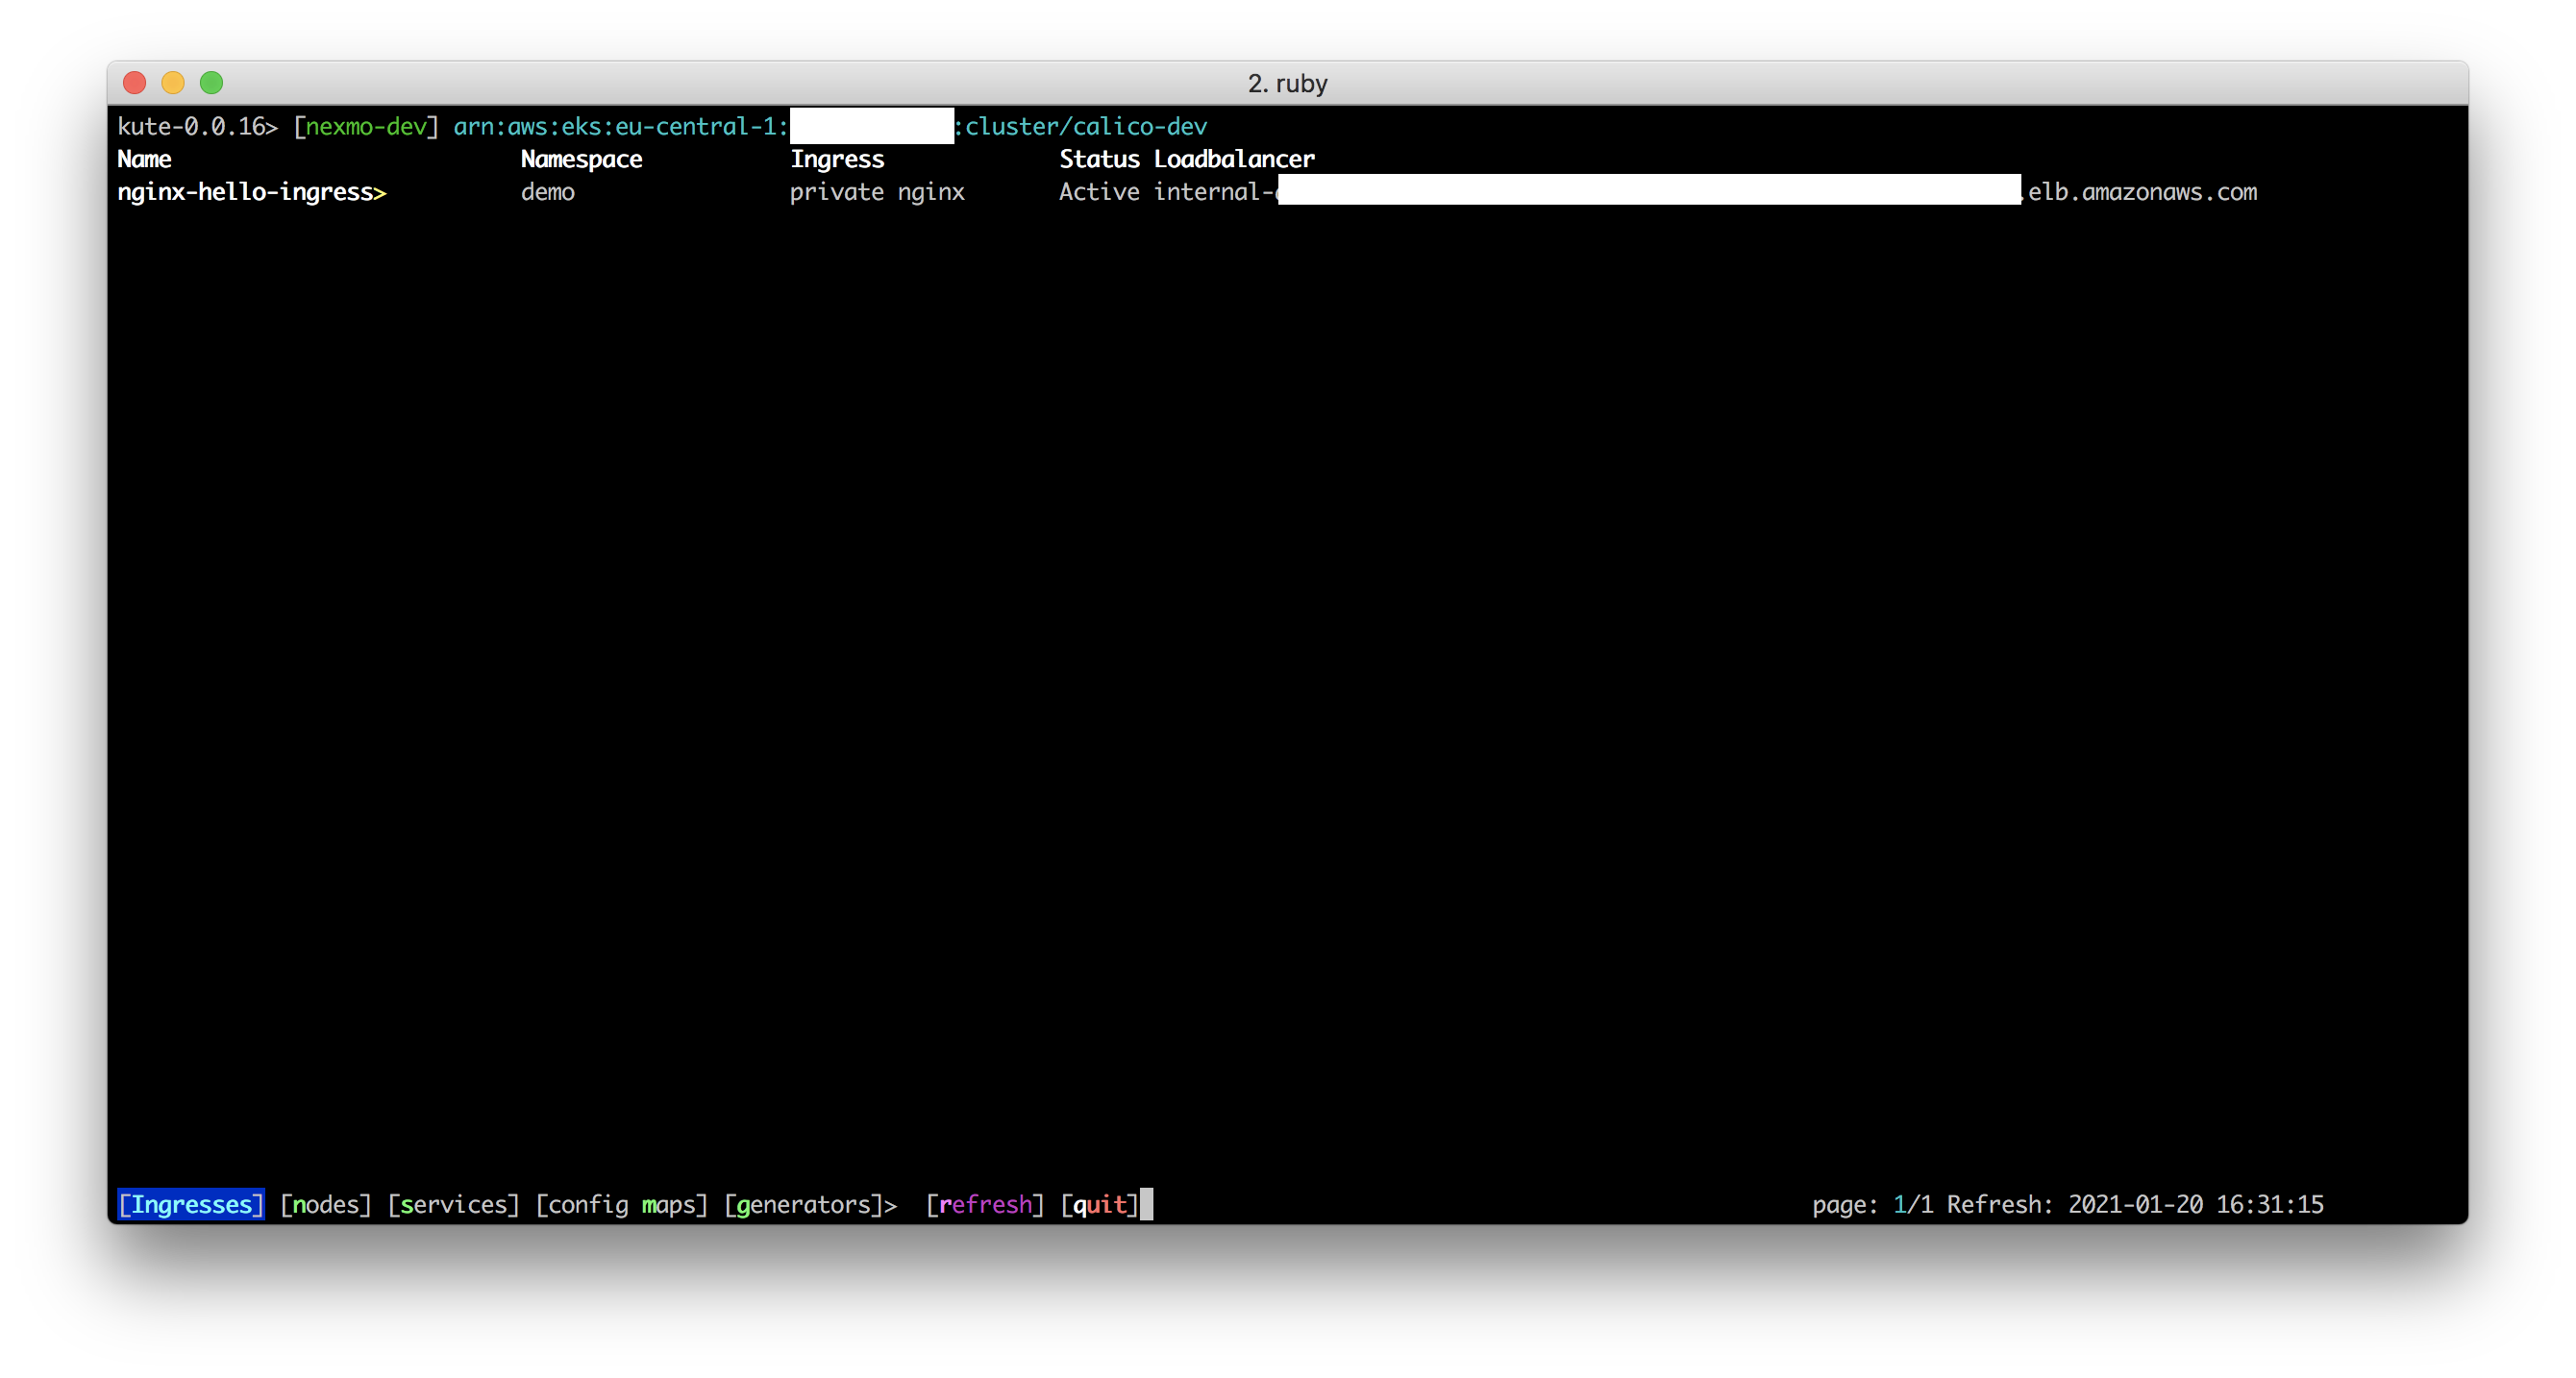 2. ruby
kute-0.0.16> [nexmo-dev] arn:aws:eks:eu-central-1: :cluster/calico-dev
Name Namespace Ingress Status Loadbalancer
nginx-hello-ingress> demo private nginx Active internal- .elb.amazonaws.com
[Ingresses] [nodes] [services] [config maps] [generators]> [refresh] [quit] page: 1/1 Refresh: 2021-01-20 16:31:15